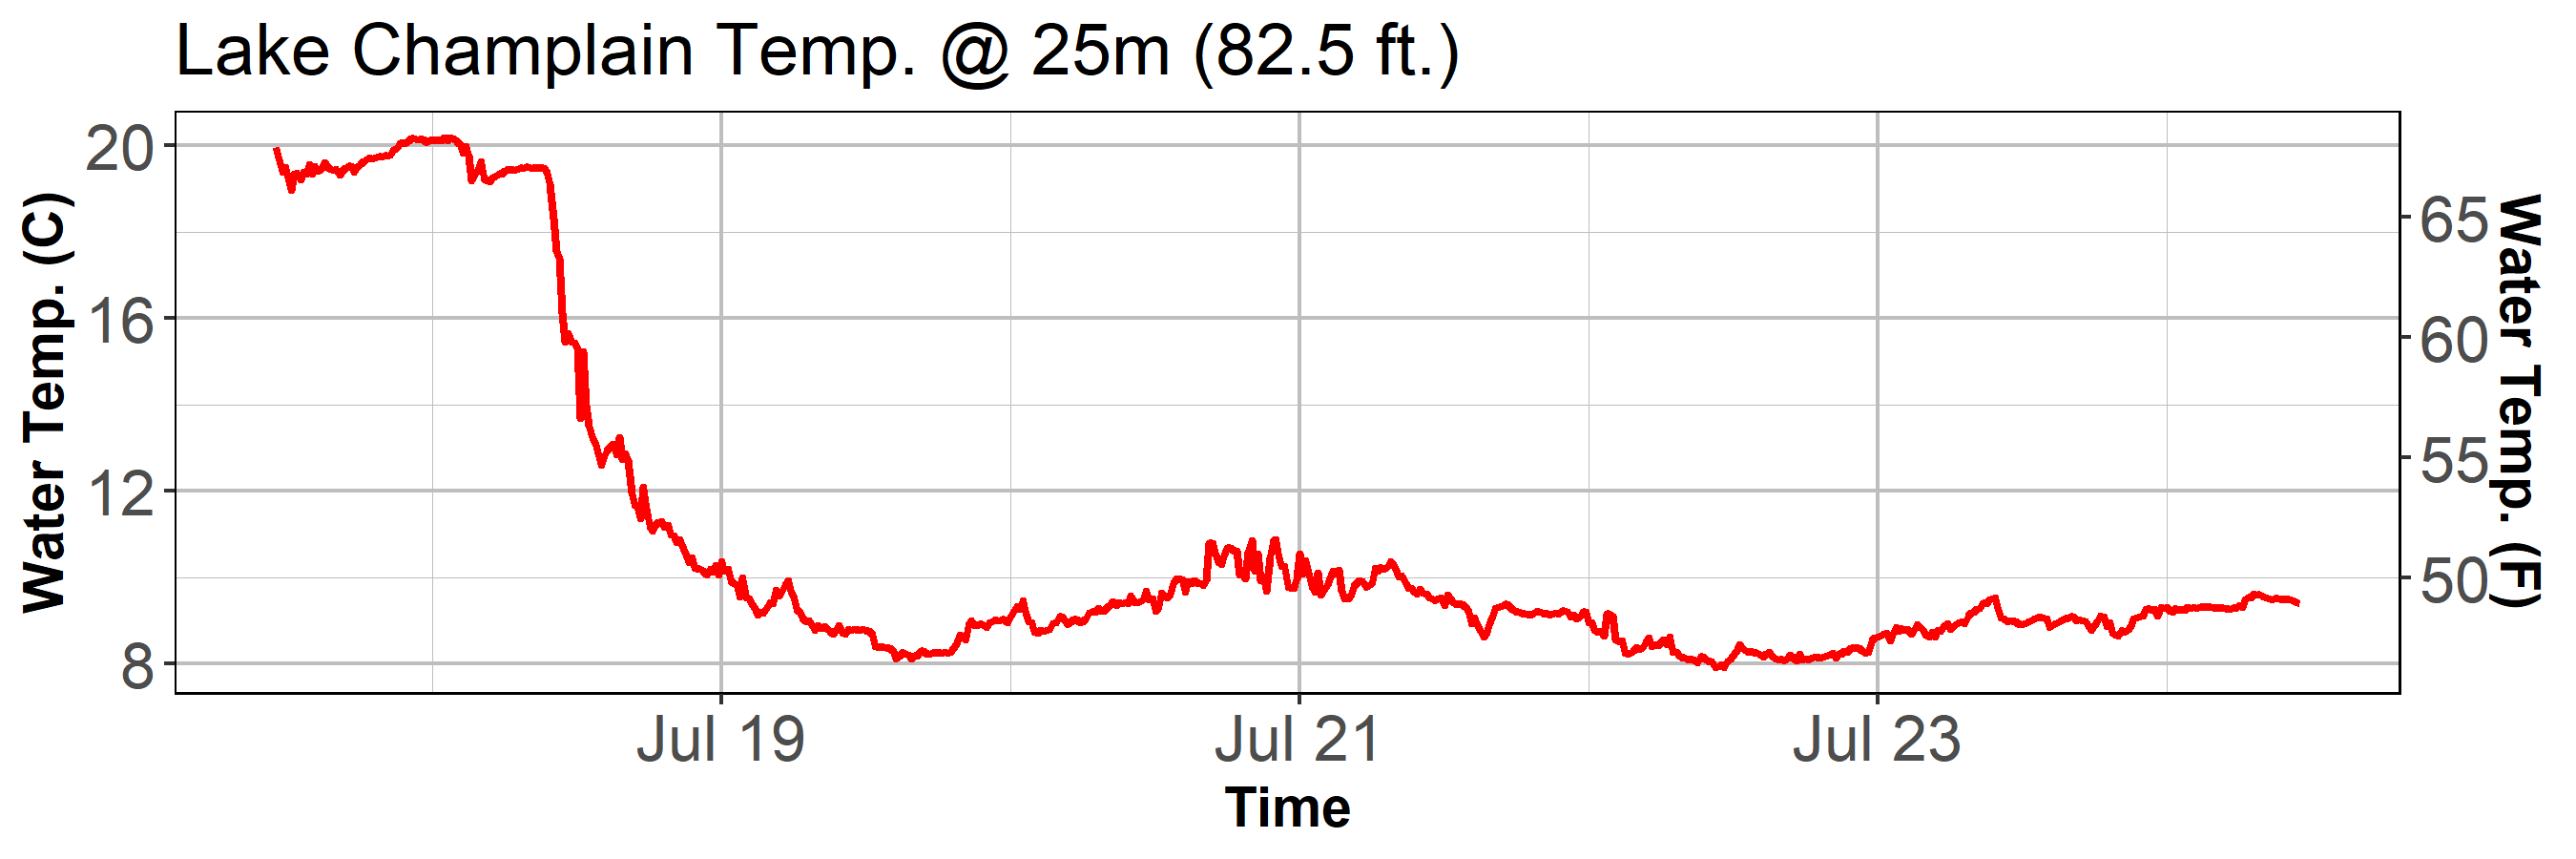 Lake Champlain Temp. @ 25m (82.5 ft.)
Water Temp. (C)
20
16
12
8
65
60
55
50
Water Temp. (F)
Jul 19 Jul 21 Jul 23
Time